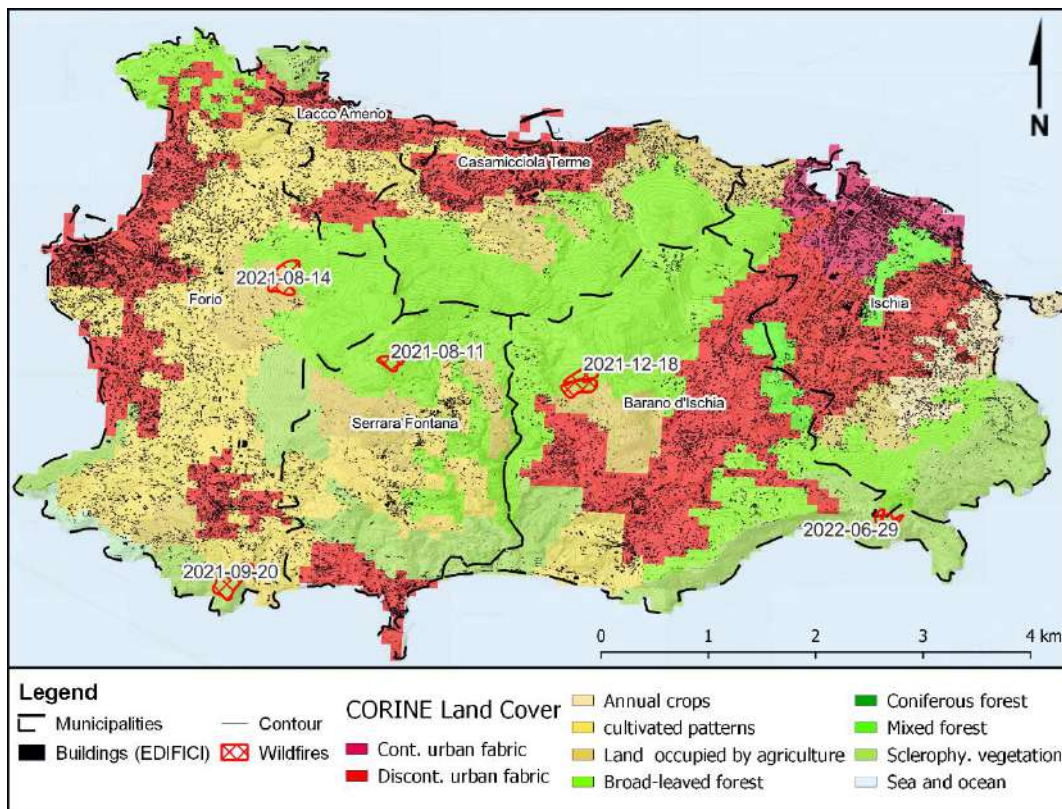 N
Lacco Ameno
Casamicciola Terme
2021-08-14
Forio
Ischia
2021-08-11
2021-12-18
Barano d'Ischia
Serrara Fontana
2022-06-29
2021-09-20
0 1 2 3 4 km
Legend
Municipalities
Contour
Buildings (EDIFICI)
Wildfires
CORINE Land Cover
Cont. urban fabric
Discont. urban fabric
Annual crops
cultivated patterns
Land occupied by agriculture
Broad-leaved forest
Coniferous forest
Mixed forest
Sclerophy. vegetation
Sea and ocean